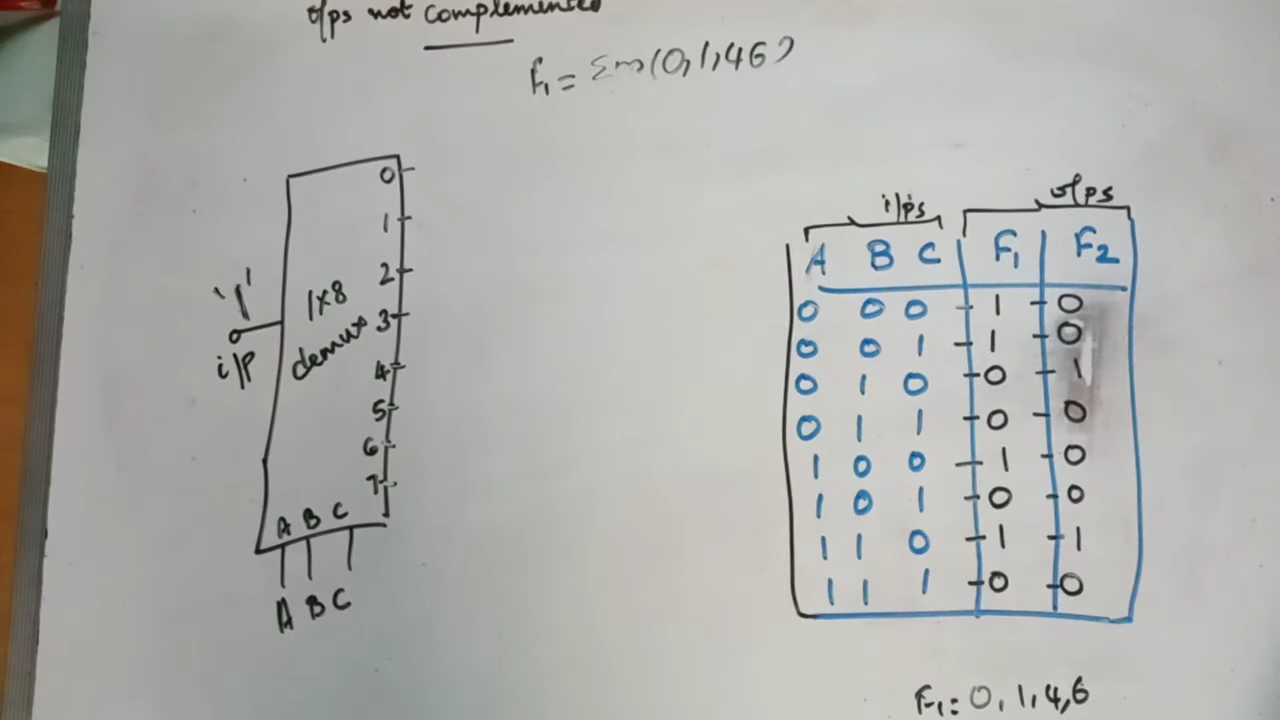 o/ps not complemented
F₁ = Σm(0,1,46)
0
1
2
3
4
5
6
7
'1'
i/p
1x8
demux
A B C
A B C
i/ps o/ps
A B C F₁ F₂
0 0 0 1 0
0 0 1 1 0
0 1 0 0 1
0 1 1 0 0
1 0 0 1 0
1 0 1 0 0
1 1 0 1 1
1 1 1 0 0
F₁: 0, 1, 4, 6